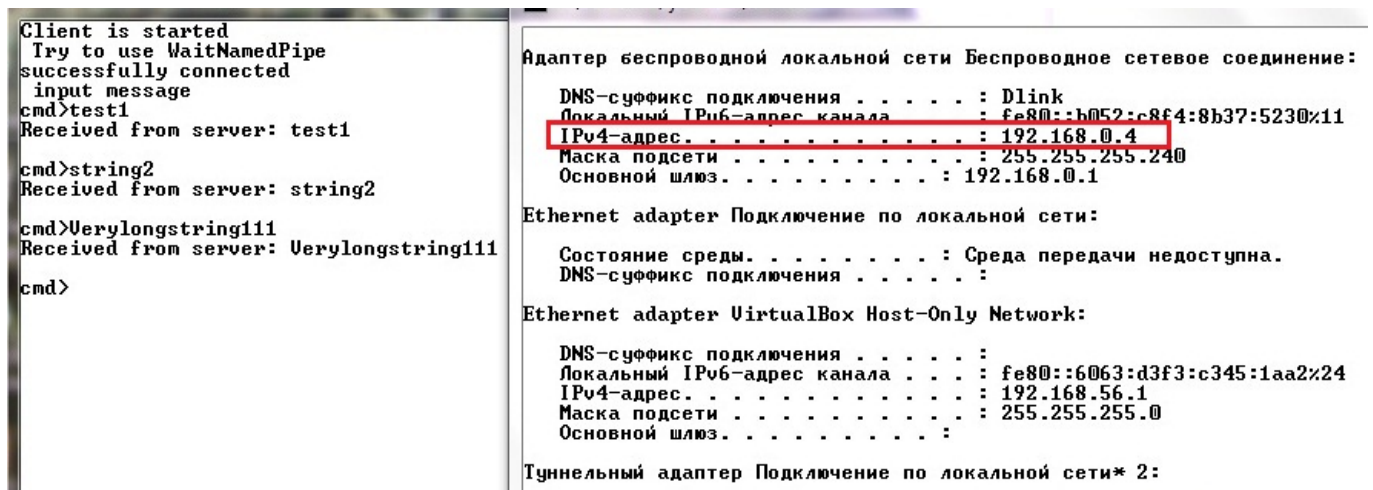 Client is started
Try to use WaitNamedPipe
successfully connected
input message
cmd>test1
Received from server: test1
cmd>string2
Received from server: string2
cmd>Verylongstring111
Received from server: Verylongstring111
cmd>
Адаптер беспроводной локальной сети Беспроводное сетевое соединение:
DNS-суффикс подключения . . . . . : Dlink
Локальный IPv6-адрес канала . . . : fe80::b052:c8f4:8b37:5230%11
IPv4-адрес. . . . . . . . . . . . : 192.168.0.4
Маска подсети . . . . . . . . . . : 255.255.255.240
Основной шлюз. . . . . . . . . : 192.168.0.1
Ethernet adapter Подключение по локальной сети:
Состояние среды. . . . . . . . : Среда передачи недоступна.
DNS-суффикс подключения . . . . . :
Ethernet adapter VirtualBox Host-Only Network:
DNS-суффикс подключения . . . . . :
Локальный IPv6-адрес канала . . . : fe80::6063:d3f3:c345:1aa2%24
IPv4-адрес. . . . . . . . . . . . : 192.168.56.1
Маска подсети . . . . . . . . . . : 255.255.255.0
Основной шлюз. . . . . . . . . :
Туннельный адаптер Подключение по локальной сети* 2: